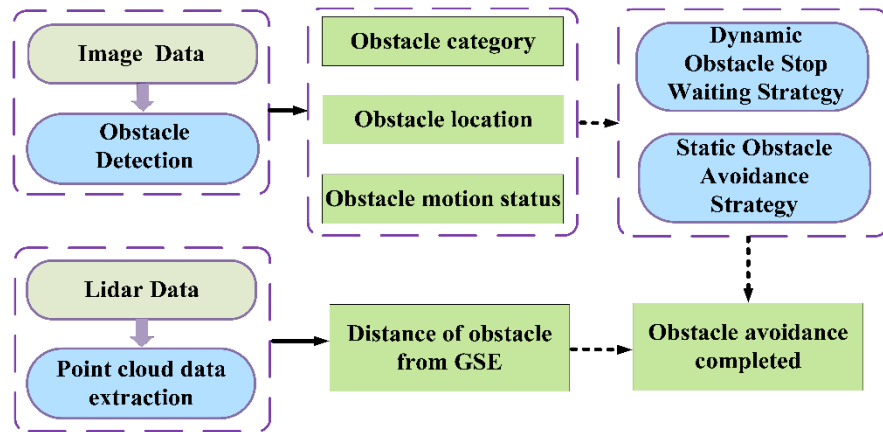 Image Data
Obstacle
Detection
Obstacle category
Obstacle location
Obstacle motion status
Dynamic
Obstacle Stop
Waiting Strategy
Static Obstacle
Avoidance
Strategy
Lidar Data
Point cloud data
extraction
Distance of obstacle
from GSE
Obstacle avoidance
completed